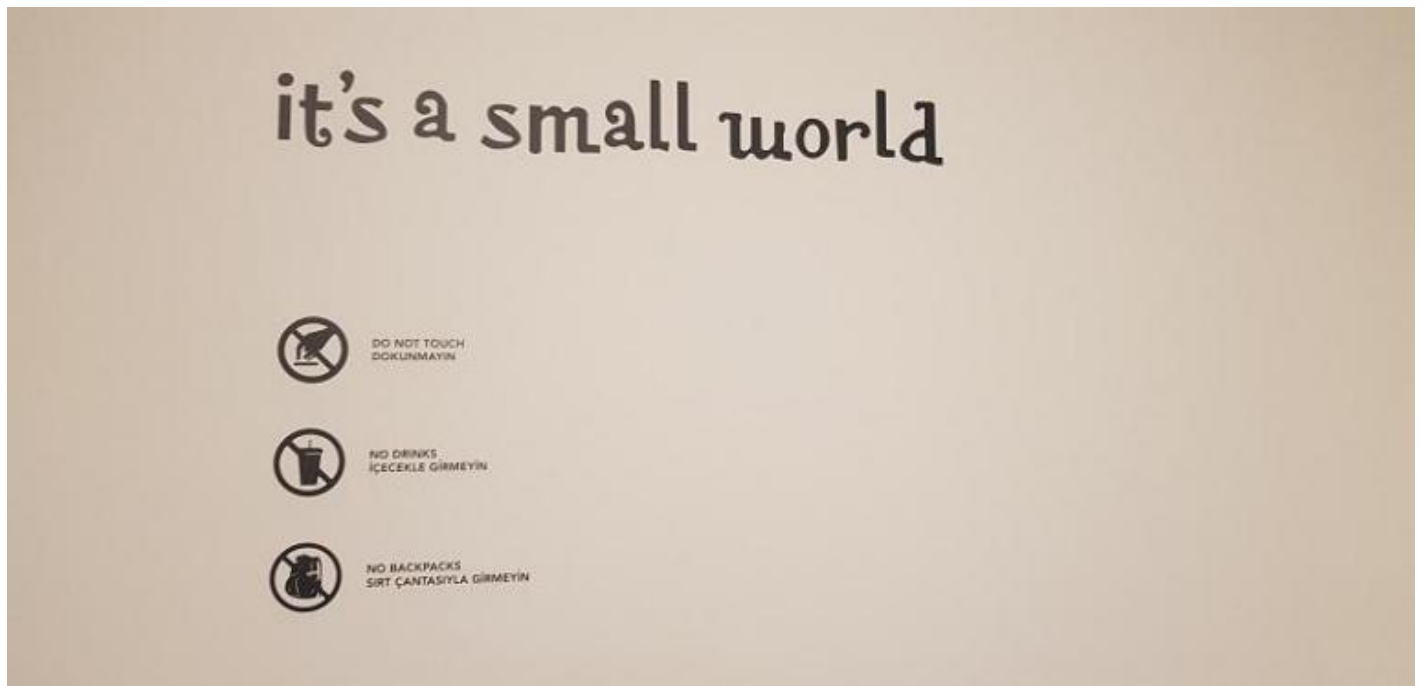 it's a small world
DO NOT TOUCH
DOKUNMAYIN
NO DRINKS
İÇECEKLE GİRMEYİN
NO BACKPACKS
SIRT ÇANTASIYLA GİRMEYİN